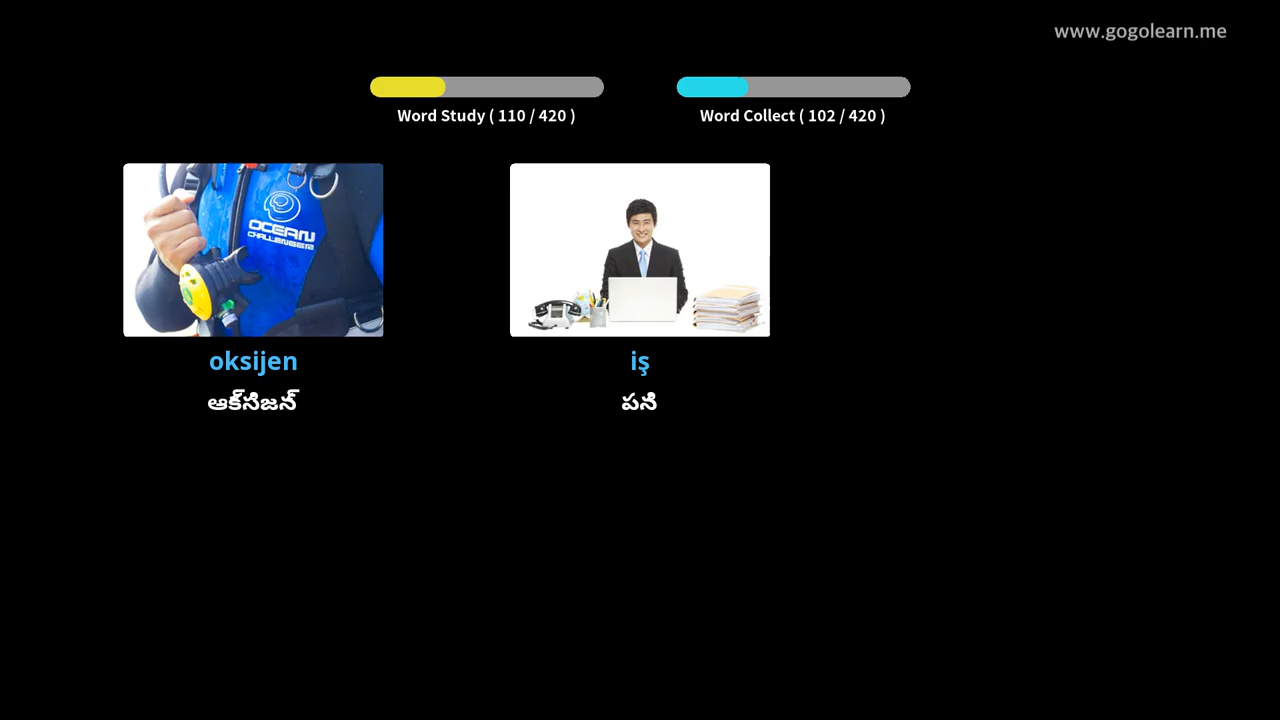 www.gogolearn.me
Word Study ( 110 / 420 )
Word Collect ( 102 / 420 )
OCEAN
CHALLENGER
oksijen
iş
ఆక్సిజన్
పని